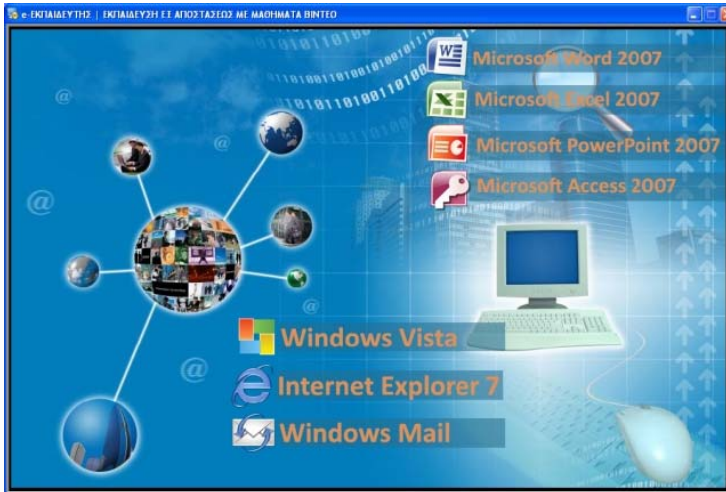 e-ΕΚΠΑΙΔΕΥΤΗΣ | ΕΚΠΑΙΔΕΥΣΗ ΕΞ ΑΠΟΣΤΑΣΕΩΣ ΜΕ ΜΑΘΗΜΑΤΑ ΒΙΝΤΕΟ
Microsoft Word 2007
Microsoft Excel 2007
Microsoft PowerPoint 2007
Microsoft Access 2007
Windows Vista
Internet Explorer 7
Windows Mail